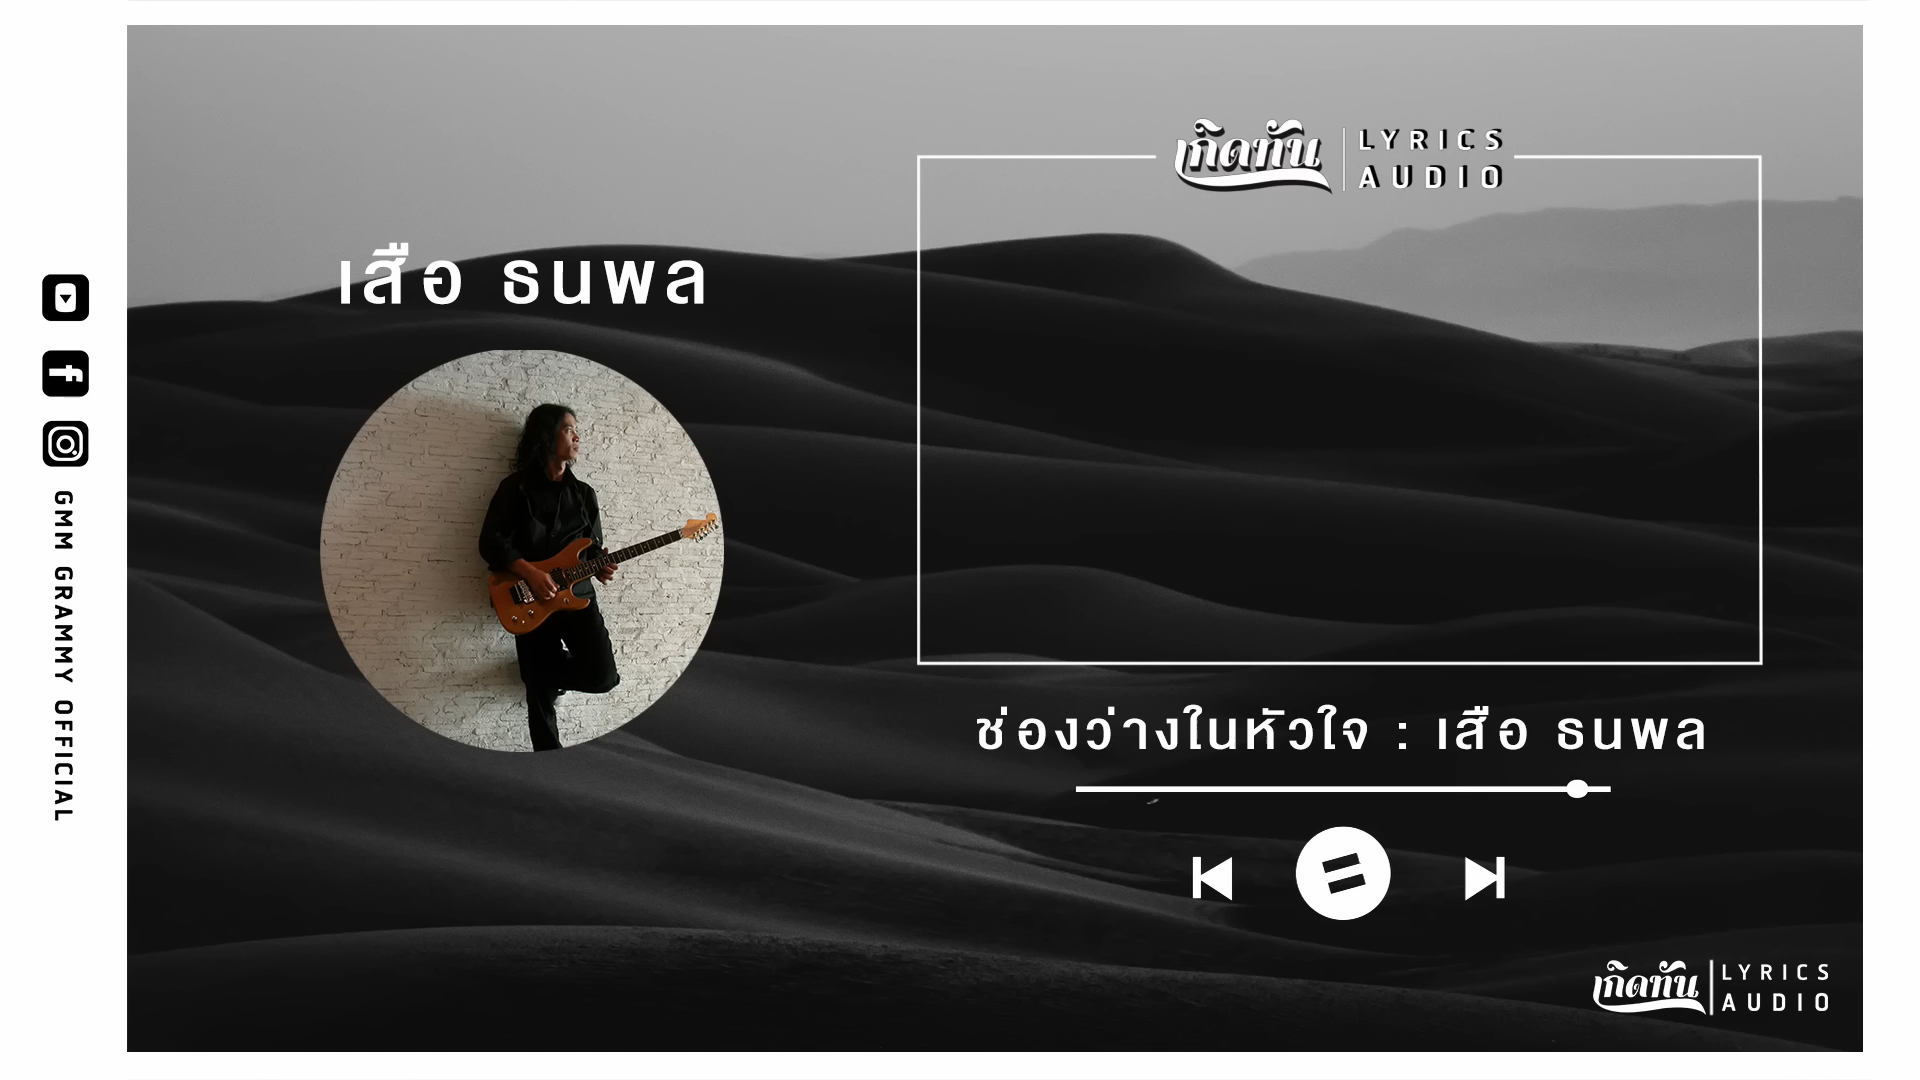 GMM GRAMMY OFFICIAL
เสือ ธนพล
เกิดทัน
LYRICS
AUDIO
ช่องว่างในหัวใจ : เสือ ธนพล
เกิดทัน
LYRICS
AUDIO